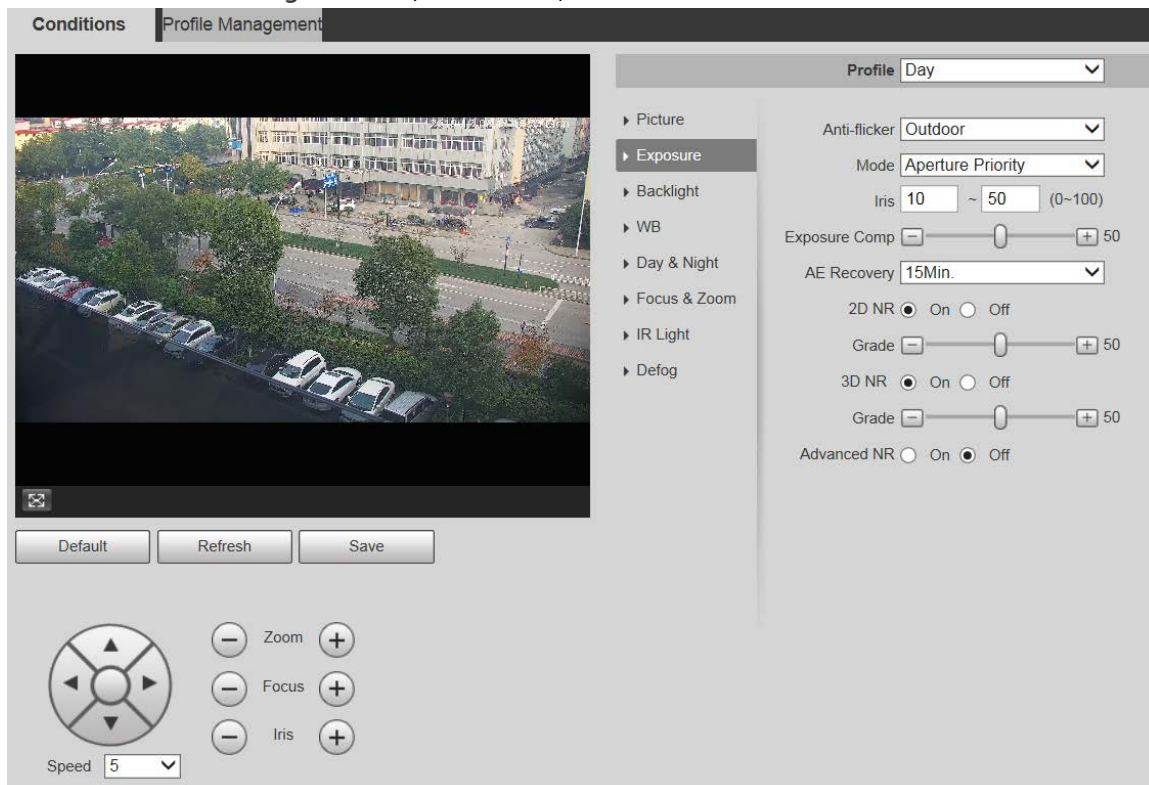 Conditions Profile Management
Profile Day
Picture
Exposure
Backlight
WB
Day & Night
Focus & Zoom
IR Light
Defog
Anti-flicker Outdoor
Mode Aperture Priority
Iris 10 ~ 50 (0~100)
Exposure Comp - + 50
AE Recovery 15Min.
2D NR On Off
Grade - + 50
3D NR On Off
Grade - + 50
Advanced NR On Off
Default Refresh Save
- Zoom +
- Focus +
- Iris +
Speed 5